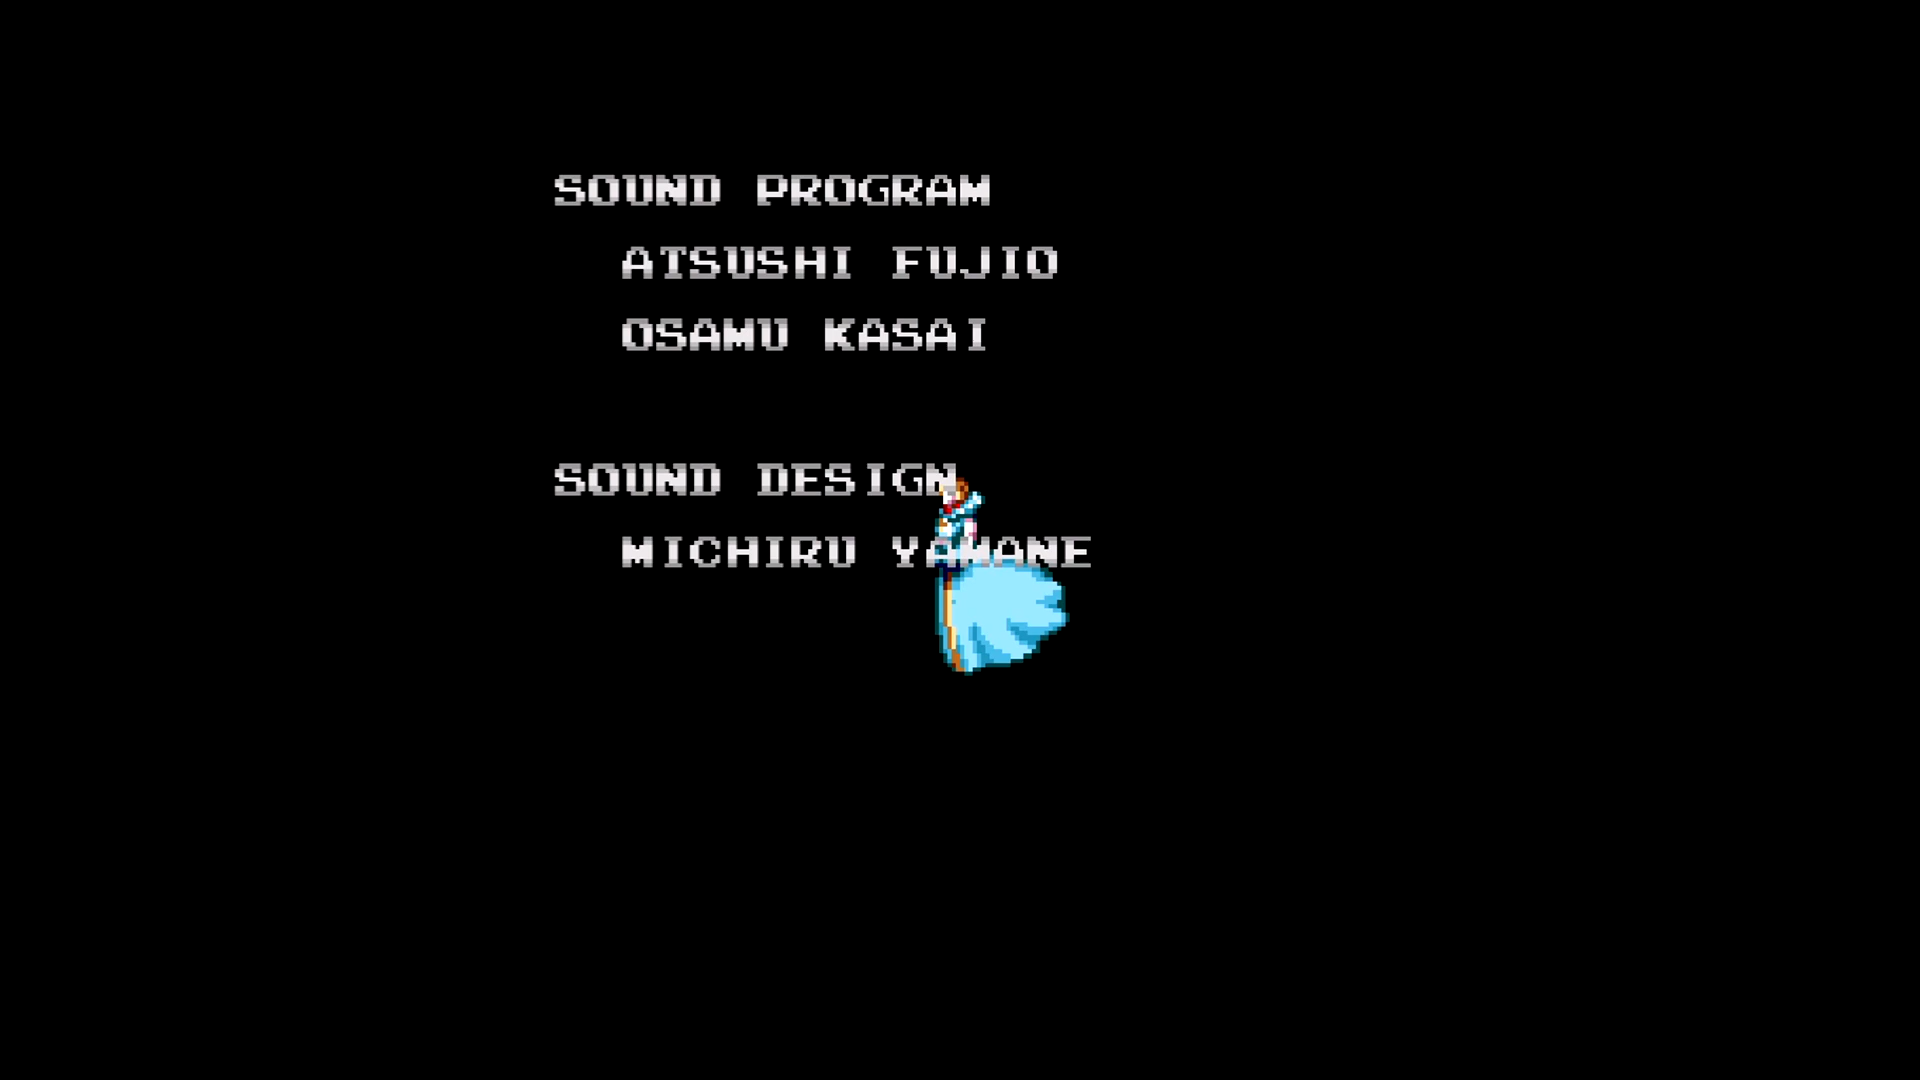 SOUND PROGRAM
ATSUSHI FUJIO
OSAMU KASAI
SOUND DESIGN
MICHIRU YAMANE